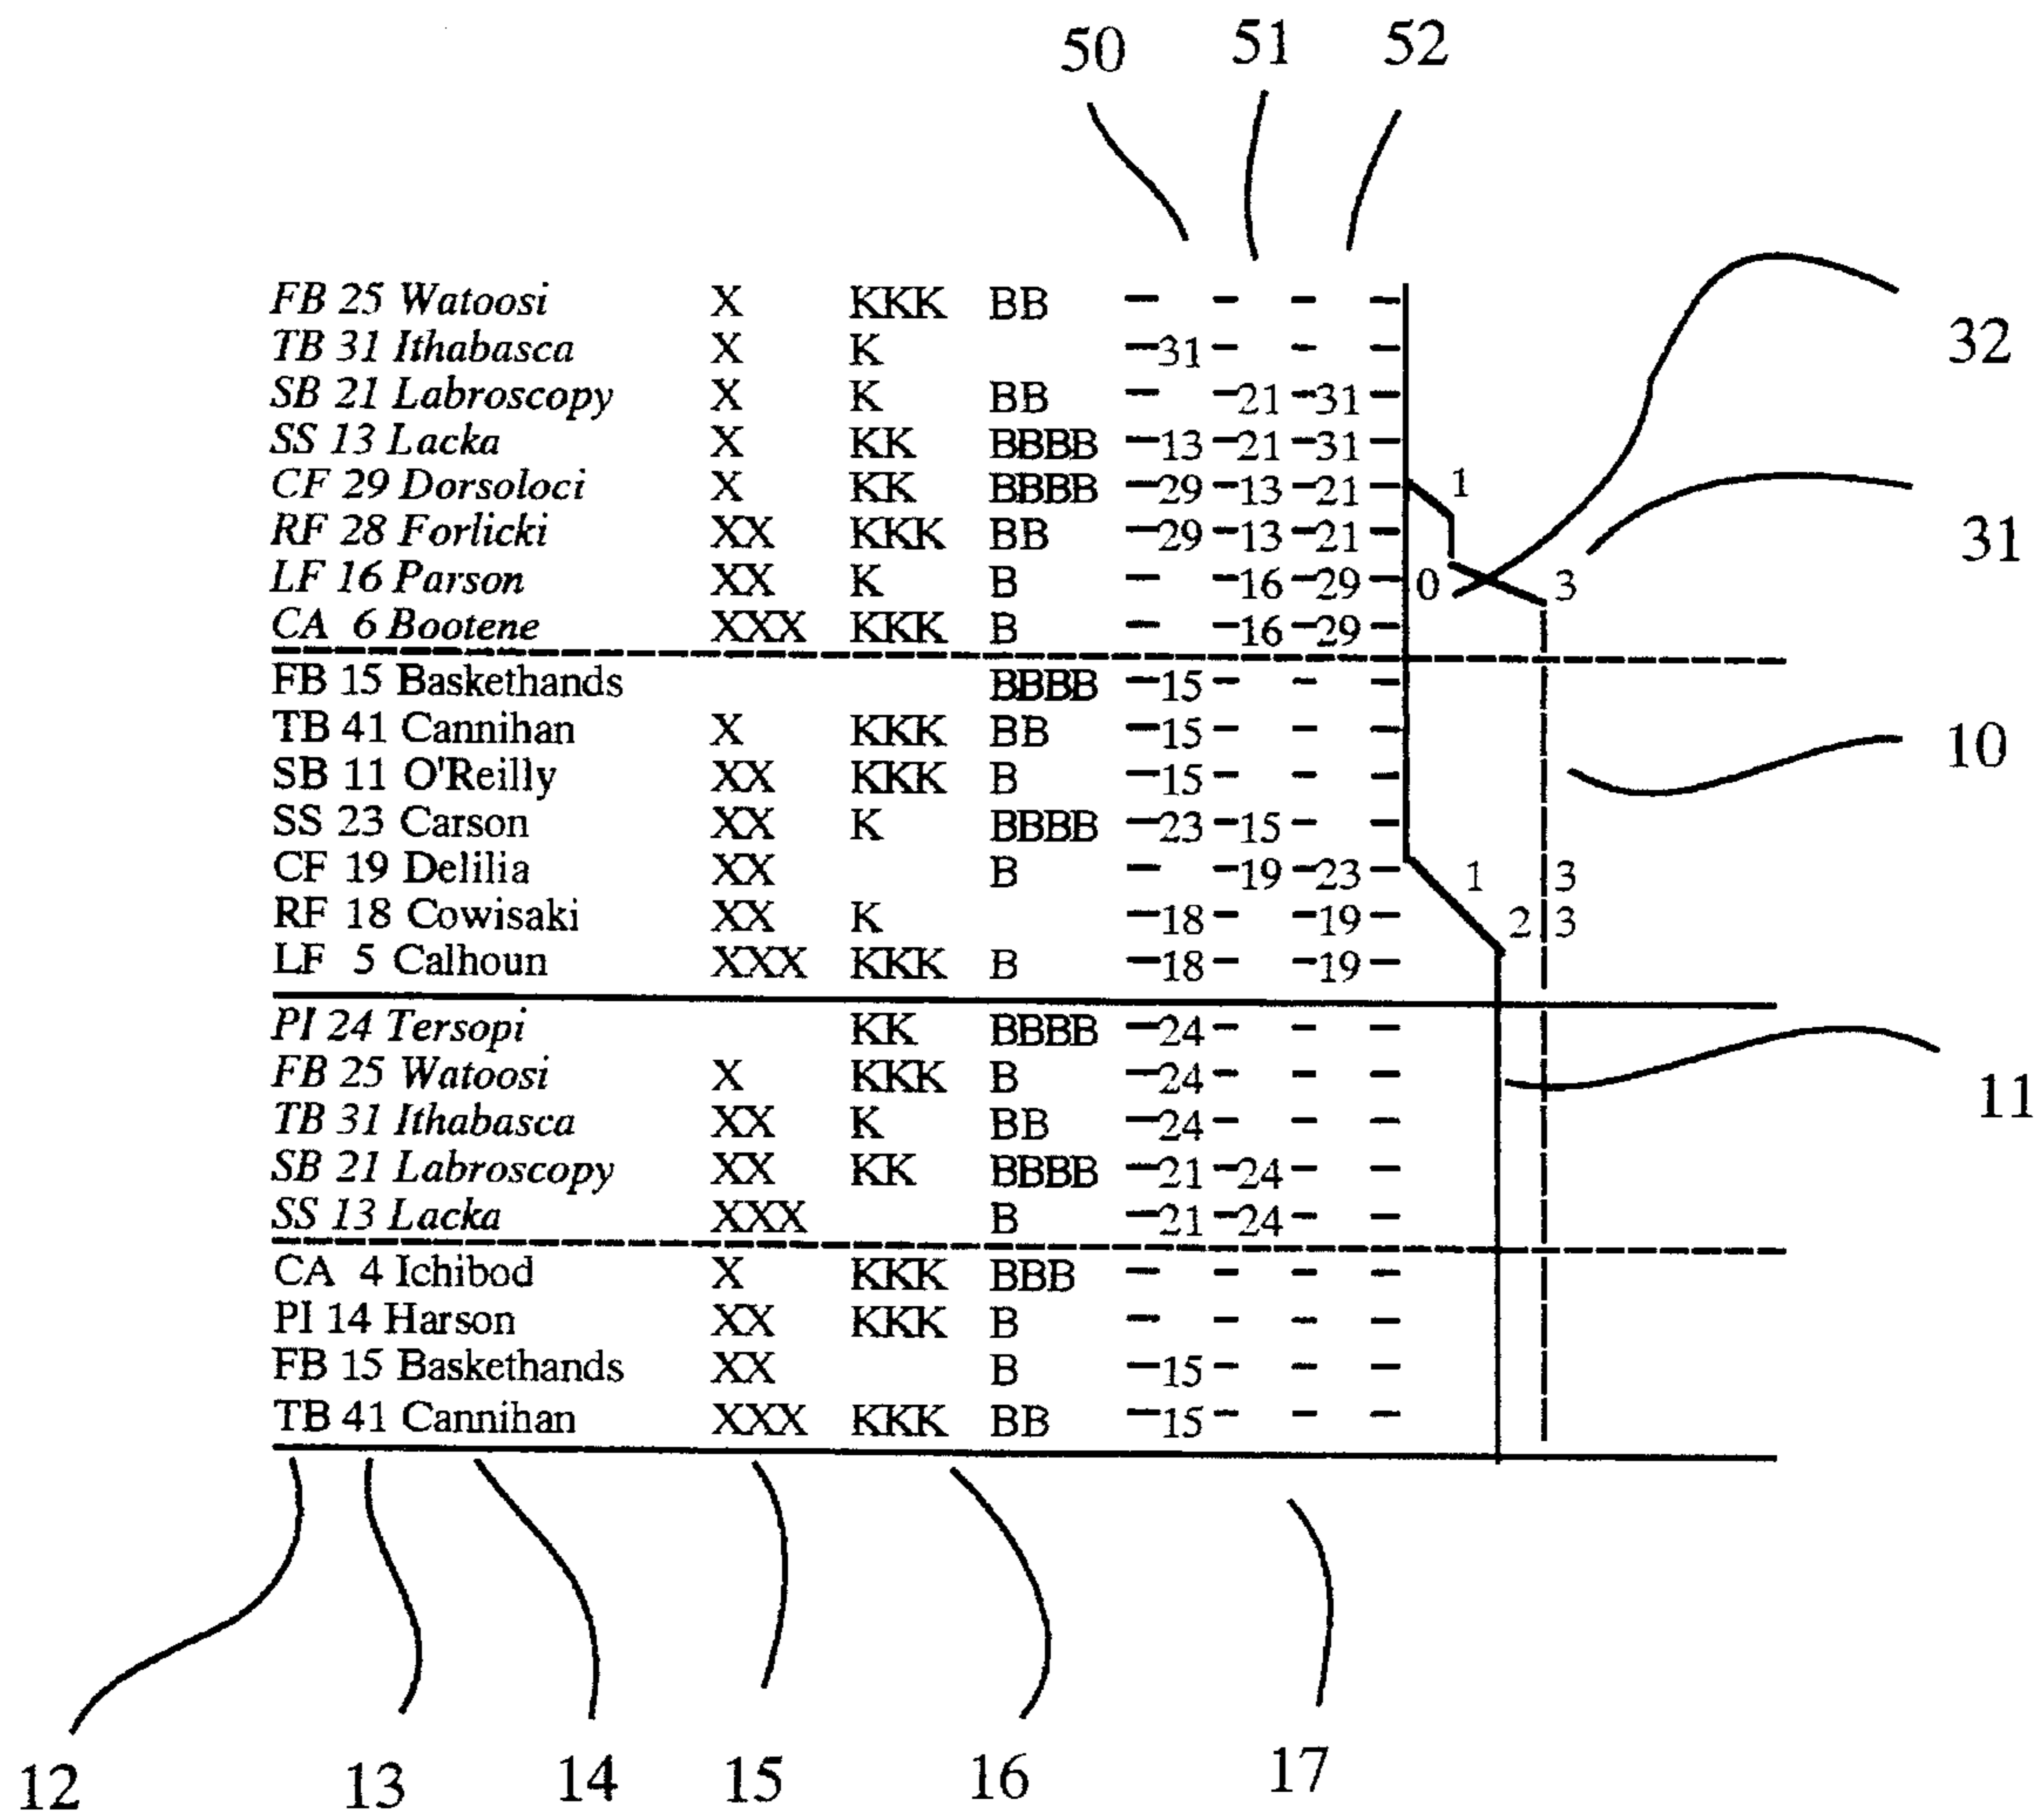 50 51 52
FB 25 Watoosi X KKK BB – – – –
TB 31 Ithabasca X K –31– – –
32
SB 21 Labroscopy X K BB – –21–31–
SS 13 Lacka X KK BBBB –13–21–31–
CF 29 Dorsoloci X KK BBBB –29–13–21– 1
RF 28 Forlicki XX KKK BB –29–13–21–
31
LF 16 Parson XX K B – –16–29– 0 3
CA 6 Bootene XXX KKK B – –16–29–
FB 15 Baskethands BBBB –15– – –
TB 41 Cannihan X KKK BB –15– – –
10
SB 11 O'Reilly XX KKK B –15– – –
SS 23 Carson XX K BBBB –23–15– –
CF 19 Delilia XX B – –19–23– 1 3
RF 18 Cowisaki XX K –18– –19– 2 3
LF 5 Calhoun XXX KKK B –18– –19–
PI 24 Tersopi KK BBBB –24– – –
FB 25 Watoosi X KKK B –24– – –
11
TB 31 Ithabasca XX K BB –24– – –
SB 21 Labroscopy XX KK BBBB –21–24– –
SS 13 Lacka XXX B –21–24– –
CA 4 Ichibod X KKK BBB – – – –
PI 14 Harson XX KKK B – – – –
FB 15 Baskethands XX B –15– – –
TB 41 Cannihan XXX KKK BB –15– – –
12 13 14 15 16 17